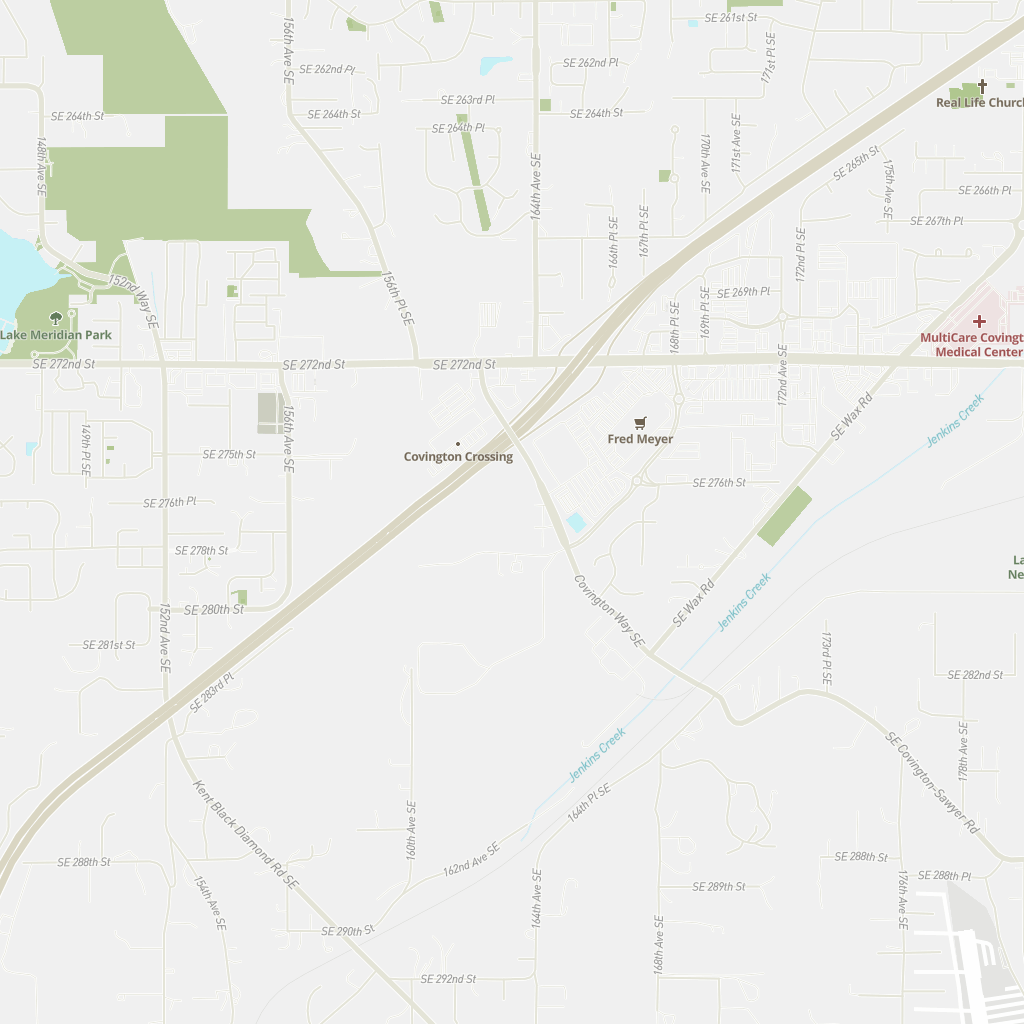 SE 261st St
156th Ave SE
SE 262nd Pl
SE 262nd Pl
171st Pl SE
SE 263rd Pl
Real Life Church
SE 264th St
SE 264th St
SE 264th St
SE 264th Pl
148th Ave SE
170th Ave SE
171st Ave SE
SE 265th St
164th Ave SE
175th Ave SE
SE 266th Pl
SE 267th Pl
166th Pl SE
167th Pl SE
172nd Pl SE
152nd Way SE
156th Pl SE
SE 269th Pl
169th Pl SE
168th Pl SE
Lake Meridian Park
MultiCare Covingt
Medical Center
SE 272nd St
SE 272nd St
SE 272nd St
172nd Ave SE
SE Wax Rd
Jenkins Creek
149th Pl SE
156th Ave SE
Fred Meyer
SE 275th St
Covington Crossing
SE 276th St
SE 276th Pl
SE 278th St
La
Ne
SE 280th St
152nd Ave SE
Covington Way SE
SE Wax Rd
Jenkins Creek
SE 281st St
173rd Pl SE
SE 282nd St
SE 283rd Pl
178th Ave SE
SE Covington-Sawyer Rd
Jenkins Creek
164th Pl SE
Kent Black Diamond Rd SE
160th Ave SE
162nd Ave SE
SE 288th St
SE 288th St
SE 288th Pl
154th Ave SE
164th Ave SE
SE 289th St
176th Ave SE
SE 290th St
168th Ave SE
SE 292nd St